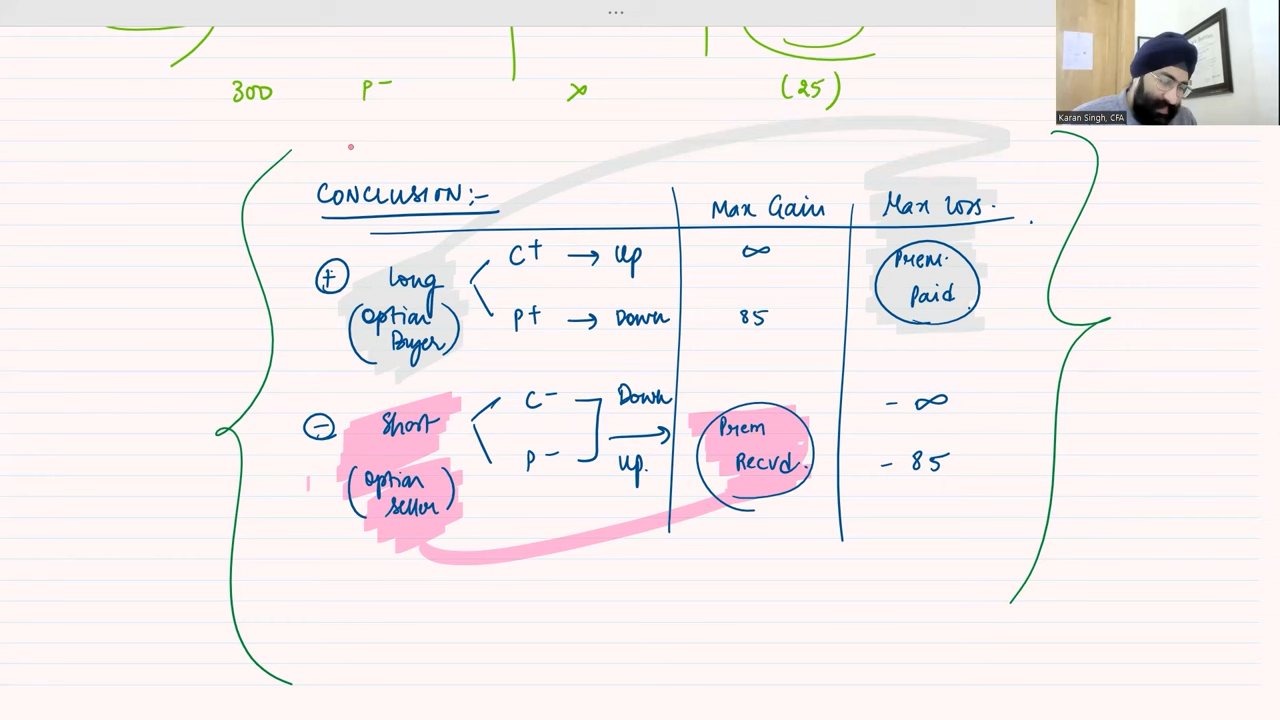 300 P- x (25)
Karan Singh, CFA
CONCLUSION:- Max Gain Max Loss.
C+ → Up ∞ Prem.
+ Long Paid
(Option P+ → Down 85
Buyer)
C- Down - ∞
- Short → Prem
P- Up. Recvd. - 85
(Option
Seller)